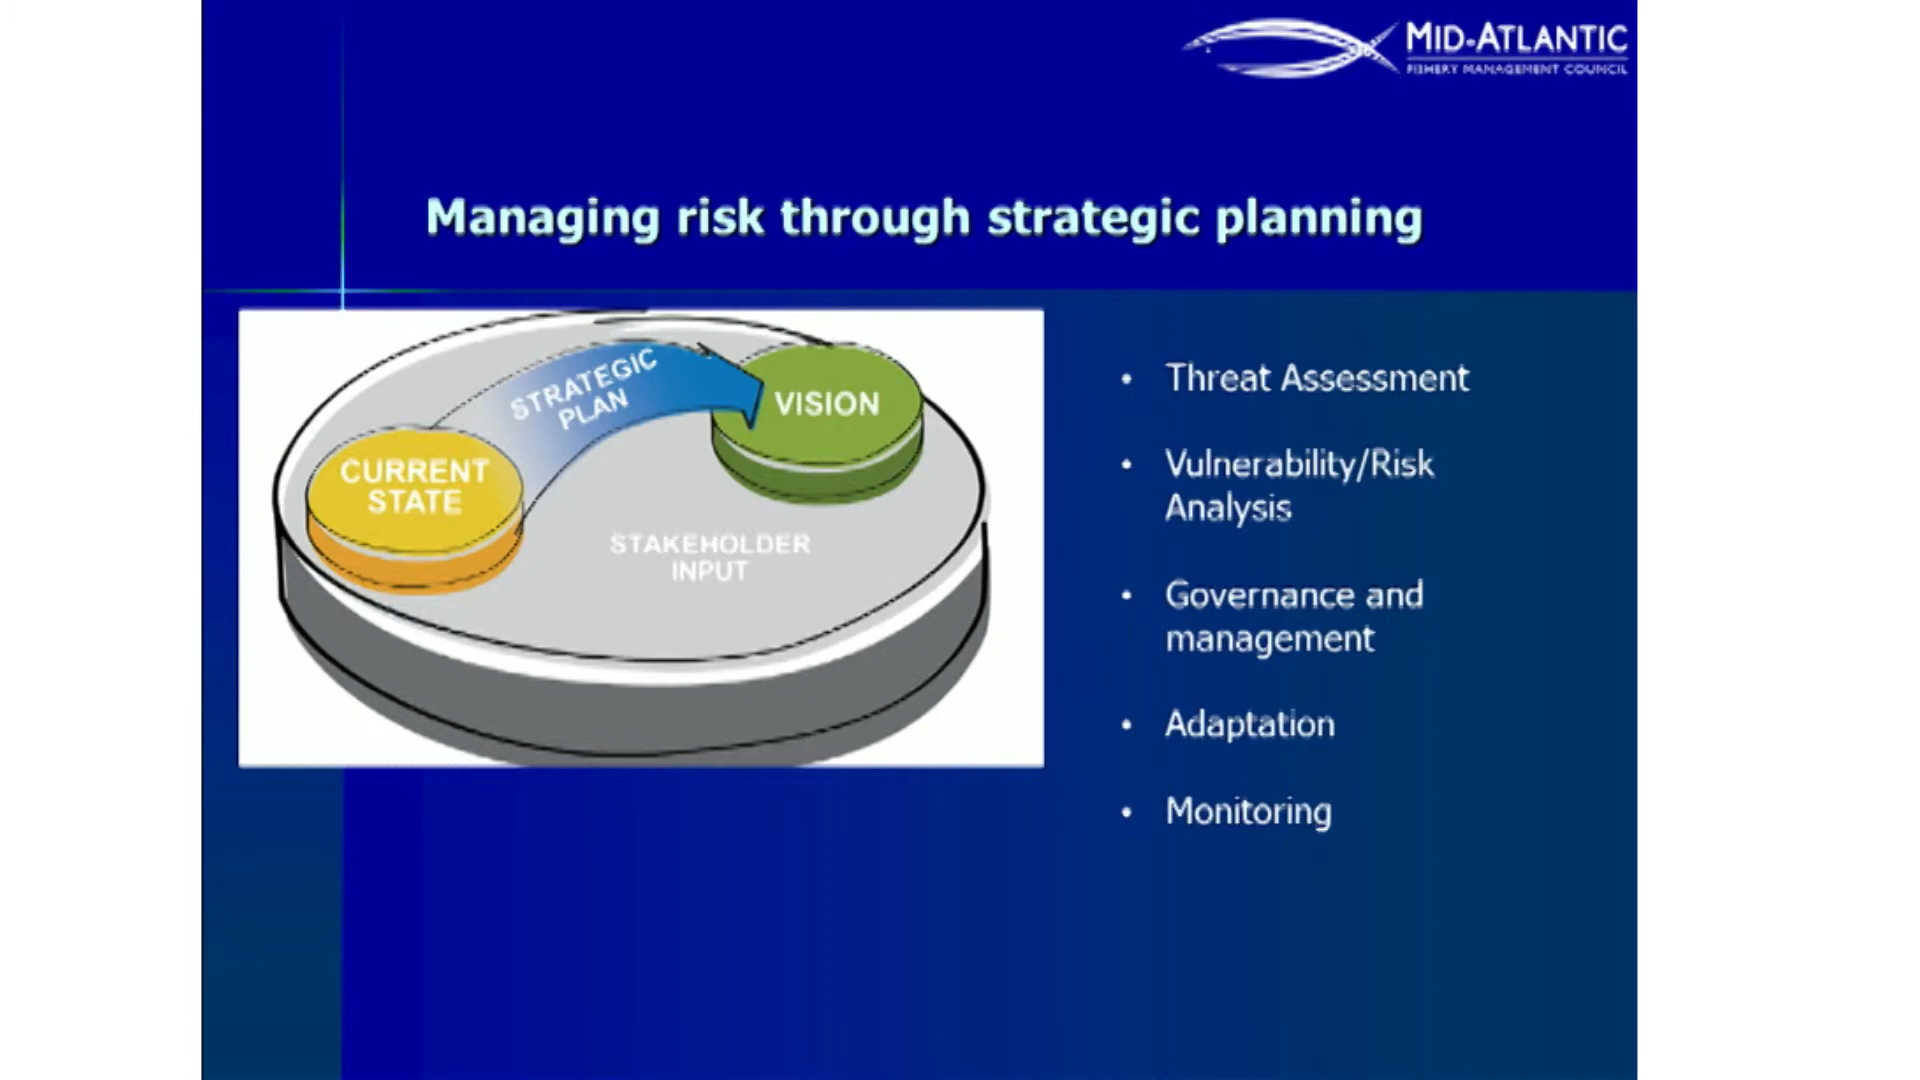 MID-ATLANTIC
FISHERY MANAGEMENT COUNCIL
Managing risk through strategic planning
STRATEGIC
PLAN
VISION
CURRENT
STATE
STAKEHOLDER
INPUT
• Threat Assessment
• Vulnerability/Risk
Analysis
• Governance and
management
• Adaptation
• Monitoring